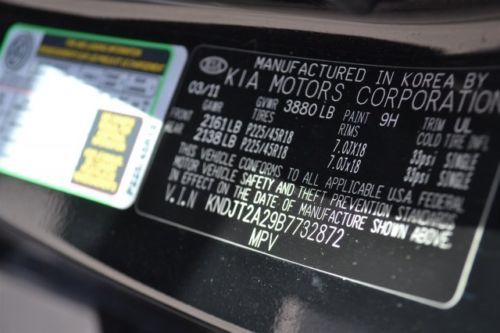 KIA
MANUFACTURED IN KOREA BY
KIA MOTORS CORPORATION
03/11 GVWR 3880 LB PAINT 9H TRIM UL
GAWR TIRES RIMS COLD TIRE INFL
FRONT 2161 LB P225/45R18 7.0JX18 33psi SINGLE
REAR 2138 LB P225/45R18 7.0JX18 33psi SINGLE
THIS VEHICLE CONFORMS TO ALL APPLICABLE U.S.A. FEDERAL
MOTOR VEHICLE SAFETY AND THEFT PREVENTION STANDARDS
IN EFFECT ON THE DATE OF MANUFACTURE SHOWN ABOVE.
V.I.N KNDJT2A29B7732872
MPV
P225/45R18